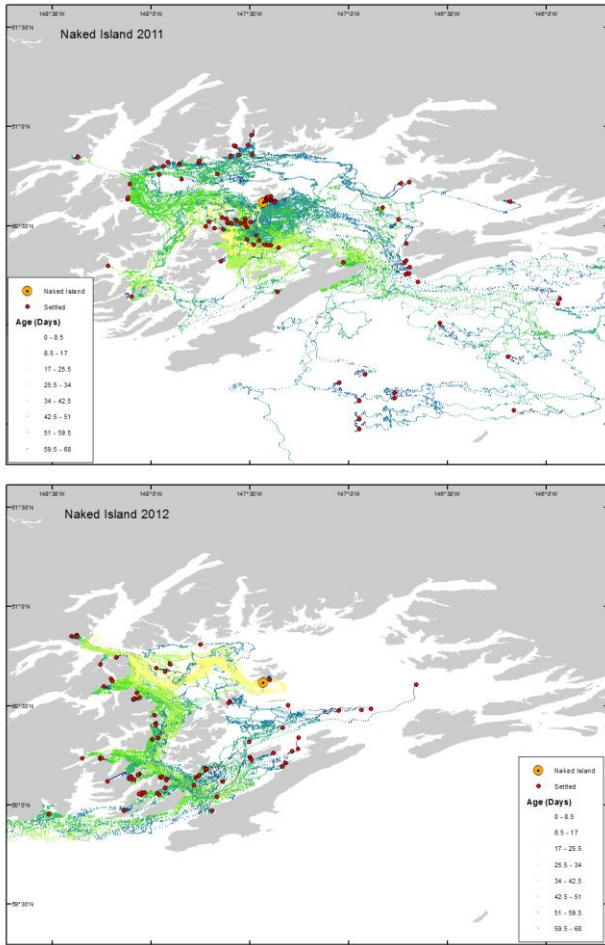 148°30'W 148°0'W 147°30'W 147°0'W 146°30'W 146°0'W
Naked Island 2011
61°30'N
61°0'N
60°30'N
Naked Island
Settled
Age (Days)
0 - 8.5
8.5 - 17
17 - 25.5
25.5 - 34
34 - 42.5
42.5 - 51
51 - 59.5
59.5 - 68
148°30'W 148°0'W 147°30'W 147°0'W 146°30'W 146°0'W
Naked Island 2012
61°30'N
61°0'N
60°30'N
60°0'N
59°30'N
Naked Island
Settled
Age (Days)
0 - 8.5
8.5 - 17
17 - 25.5
25.5 - 34
34 - 42.5
42.5 - 51
51 - 59.5
59.5 - 68